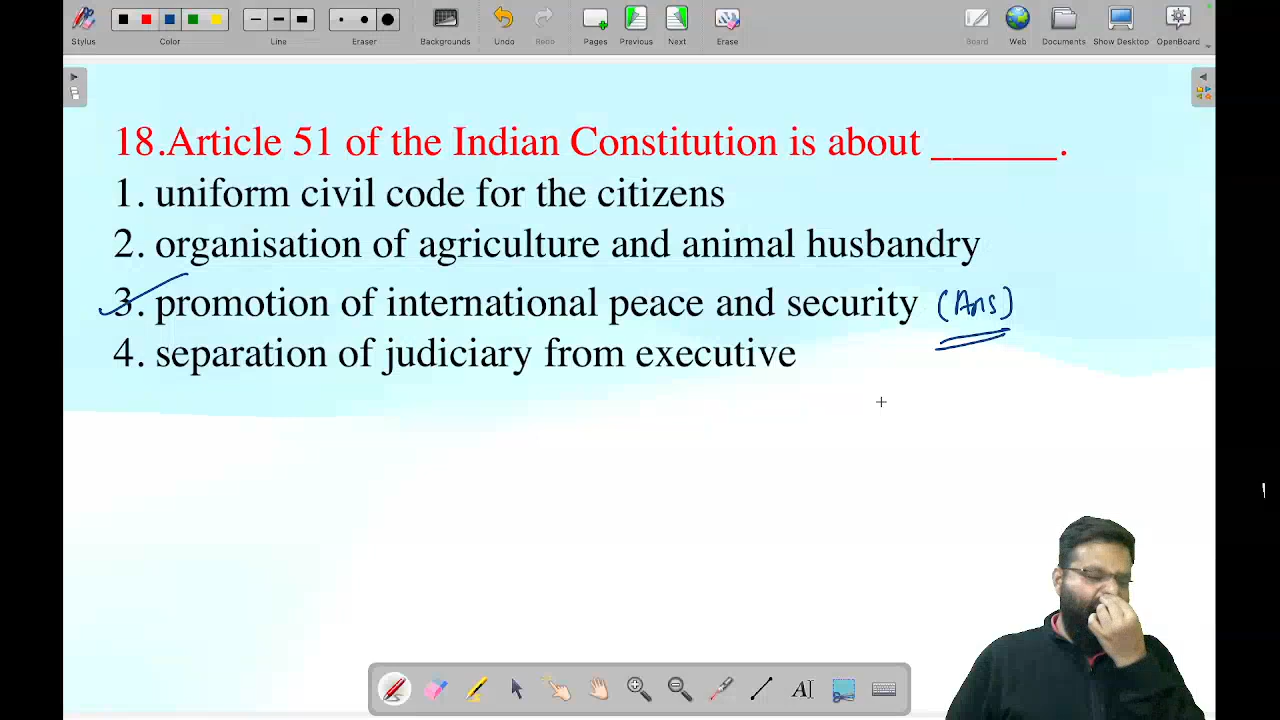 Stylus
Color
Line
Eraser
Backgrounds
Undo
Redo
Pages
Previous
Next
Erase
Board
Web
Documents
Show Desktop
OpenBoard
18.Article 51 of the Indian Constitution is about ______.
1. uniform civil code for the citizens
2. organisation of agriculture and animal husbandry
3. promotion of international peace and security (Ans)
4. separation of judiciary from executive